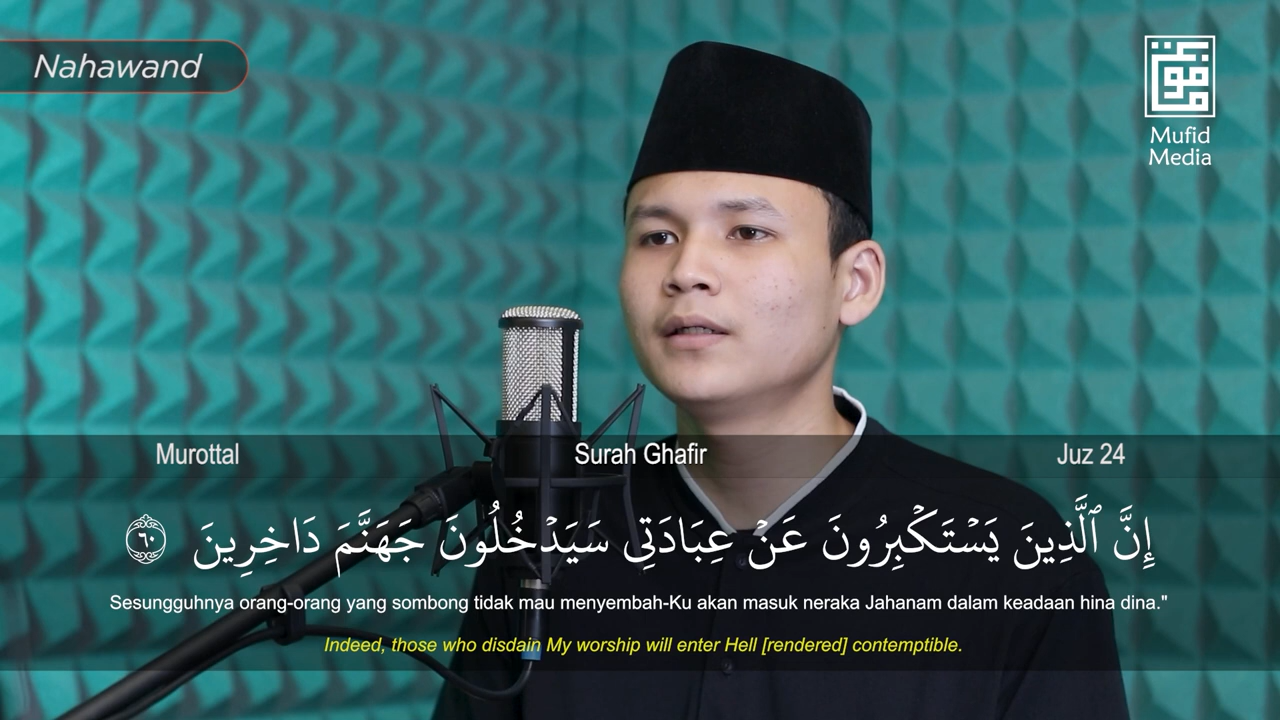 Nahawand
Mufid
Media
Murottal
Surah Ghafir
Juz 24
إِنَّ ٱلَّذِينَ يَسْتَكْبِرُونَ عَنْ عِبَادَتِى سَيَدْخُلُونَ جَهَنَّمَ دَاخِرِينَ ٦٠
Sesungguhnya orang-orang yang sombong tidak mau menyembah-Ku akan masuk neraka Jahanam dalam keadaan hina dina."
Indeed, those who disdain My worship will enter Hell [rendered] contemptible.